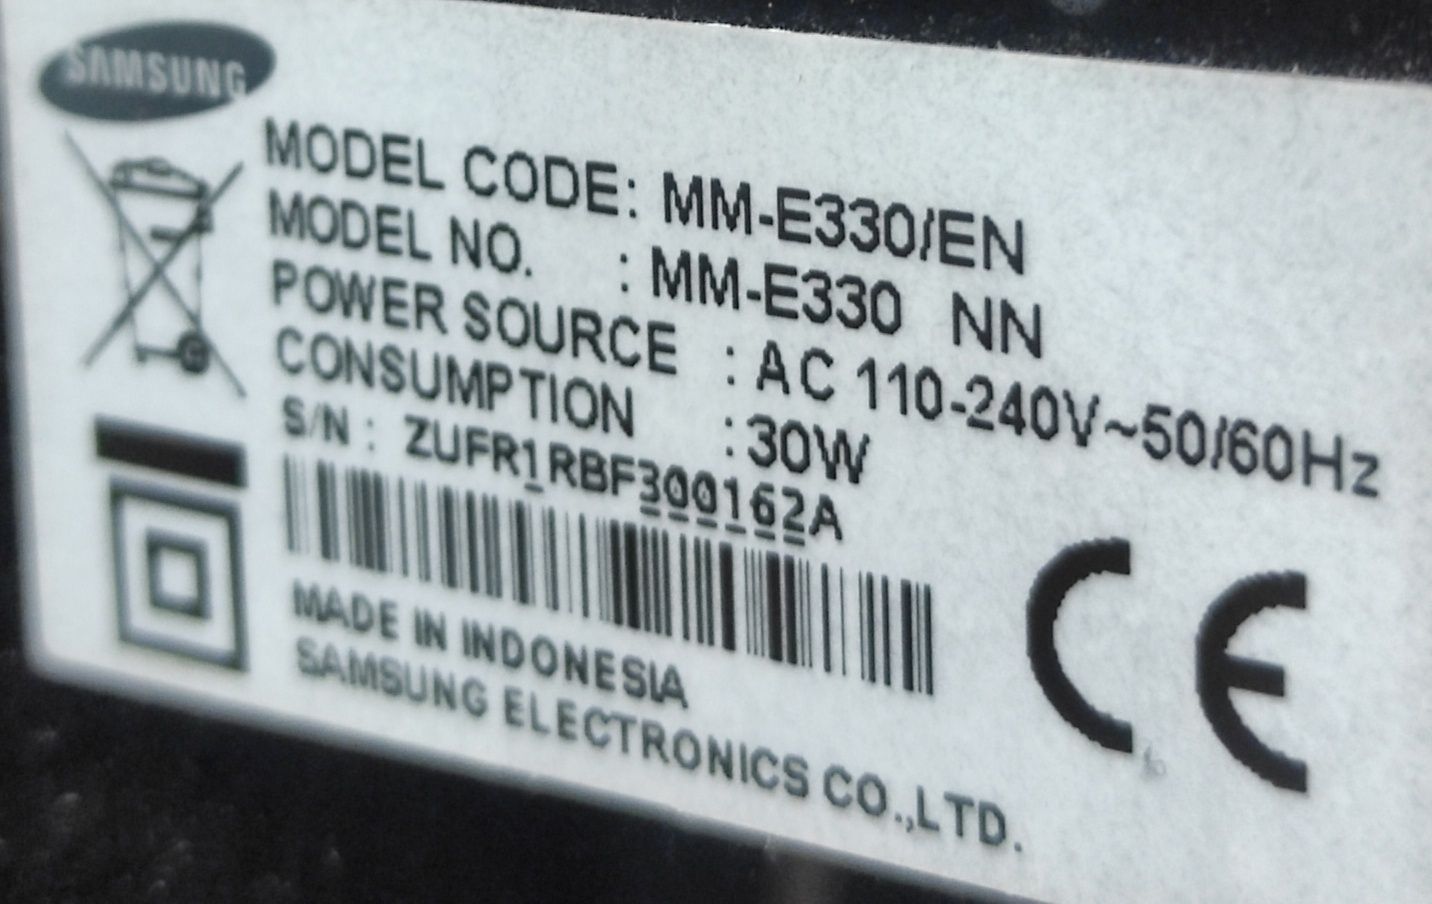 SAMSUNG
MODEL CODE: MM-E330/EN
MODEL NO. : MM-E330 NN
POWER SOURCE : AC 110-240V~50/60Hz
CONSUMPTION : 30W
S/N : ZUFR1RBF300162A
MADE IN INDONESIA
SAMSUNG ELECTRONICS CO.,LTD.
CE